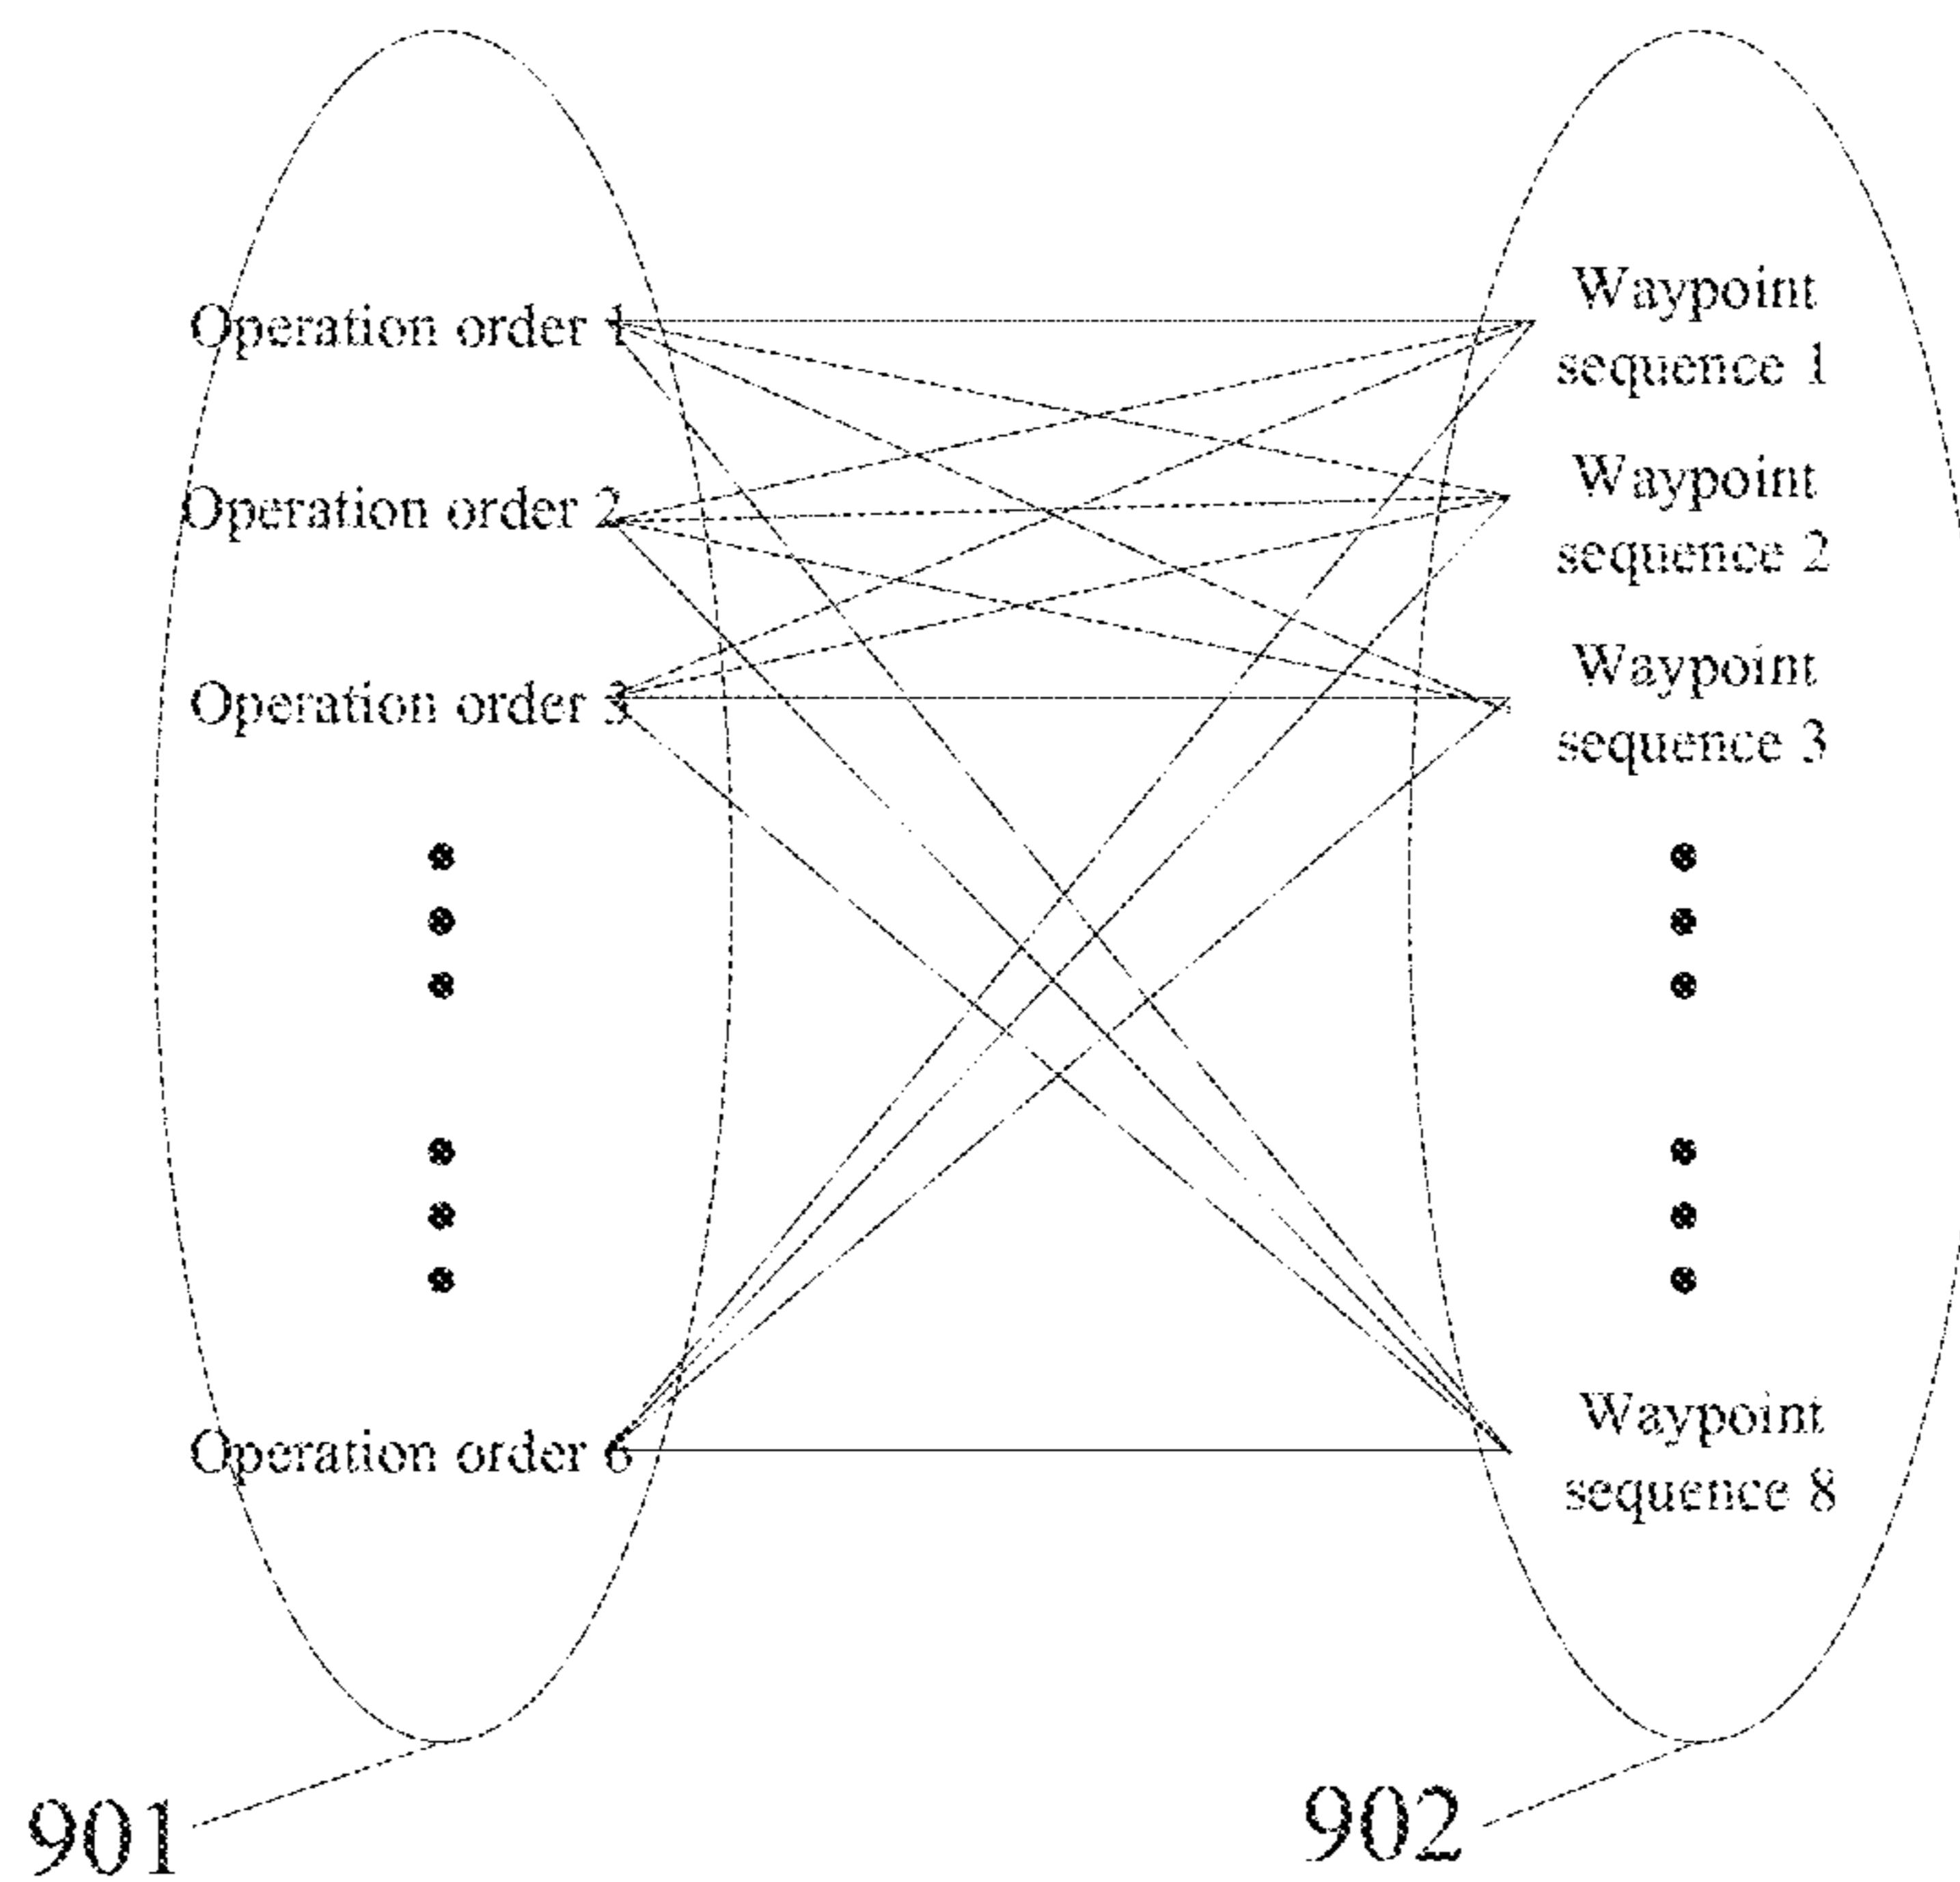 Operation order 1
Operation order 2
Operation order 3
Operation order 6
Waypoint
sequence 1
Waypoint
sequence 2
Waypoint
sequence 3
Waypoint
sequence 8
901
902